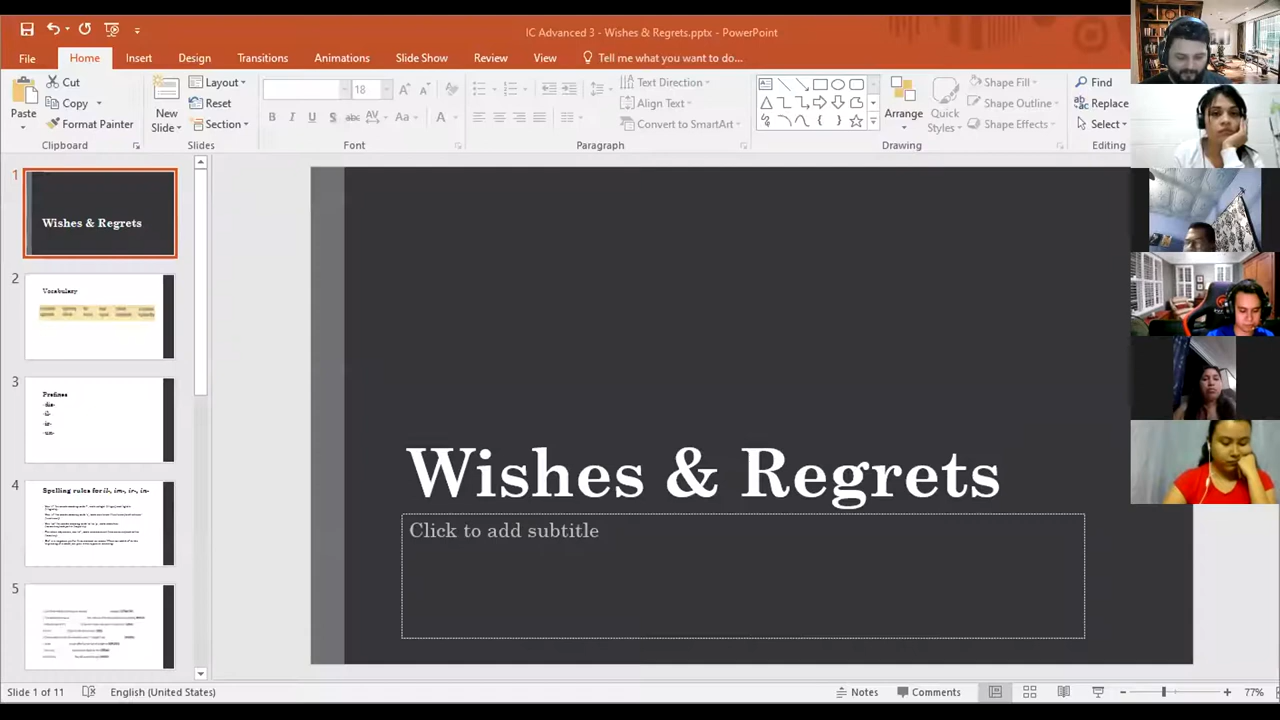 IC Advanced 3 - Wishes & Regrets.pptx - PowerPoint
File Home Insert Design Transitions Animations Slide Show Review View Tell me what you want to do...
Paste
Cut
Copy
Format Painter
Clipboard
New Slide
Layout
Reset
Section
Slides
18
B I U S abc AV Aa A
Font
Text Direction
Align Text
Convert to SmartArt
Paragraph
Arrange
Quick Styles
Shape Fill
Shape Outline
Shape Effects
Drawing
Find
Replace
Select
Editing
1
Wishes & Regrets
2
Vocabulary
3
Prefixes
-dis-
-il-
-ir-
-un-
4
Spelling rules for il-, im-, ir-, in-
5
Wishes & Regrets
Click to add subtitle
Slide 1 of 11 English (United States) Notes Comments 77%